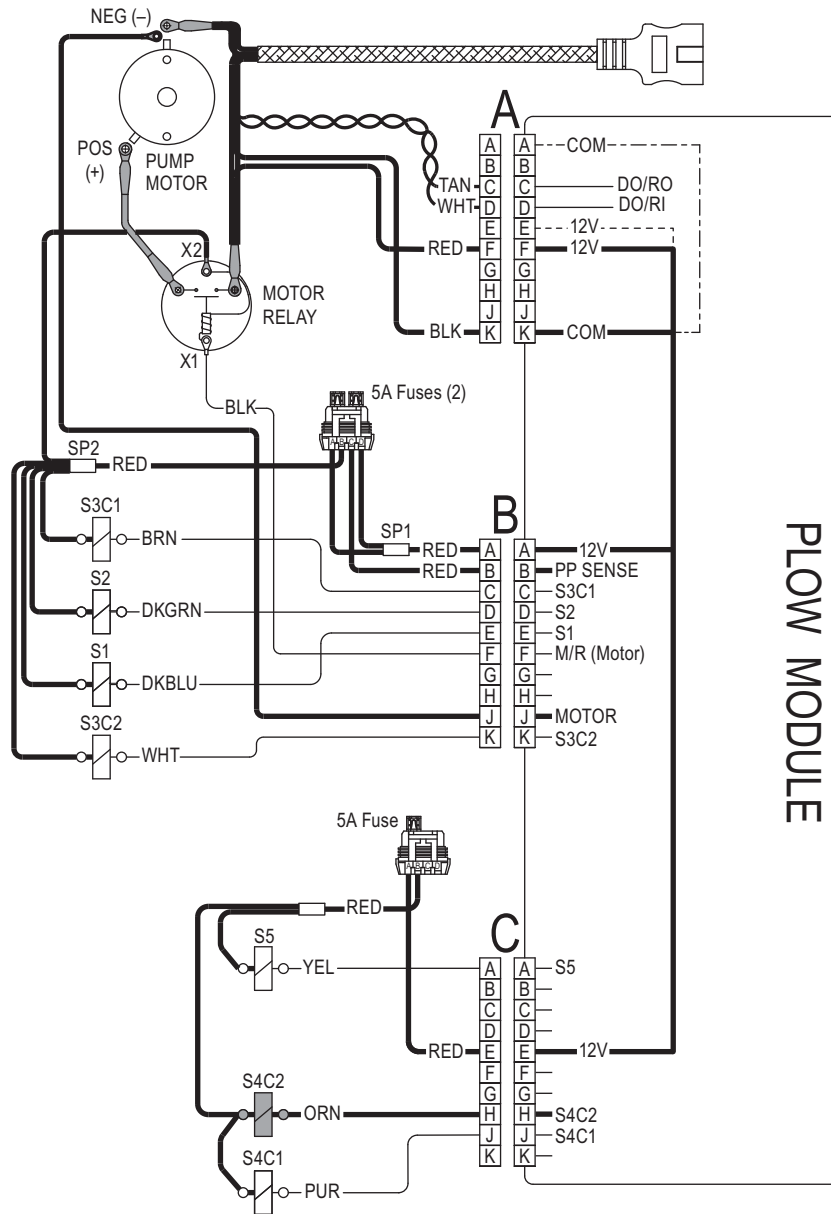 NEG (–)
POS
(+)
PUMP
MOTOR
X2
MOTOR
RELAY
X1
BLK
A
A A COM
B B
TAN C C DO/RO
WHT D D DO/RI
E E 12V
RED F F 12V
G G
H H
J J
BLK K K COM
5A Fuses (2)
A B C D
SP2
RED
SP1
B
S3C1
BRN
S2
DKGRN
S1
DKBLU
S3C2
WHT
RED A A 12V
RED B B PP SENSE
C C S3C1
D D S2
E E S1
F F M/R (Motor)
G G
H H
J J MOTOR
K K S3C2
PLOW MODULE
5A Fuse
A B C D
RED
C
S5
YEL A A S5
B B
C C
D D
RED E E 12V
F F
G G
S4C2
ORN H H S4C2
J J S4C1
S4C1
K K
PUR